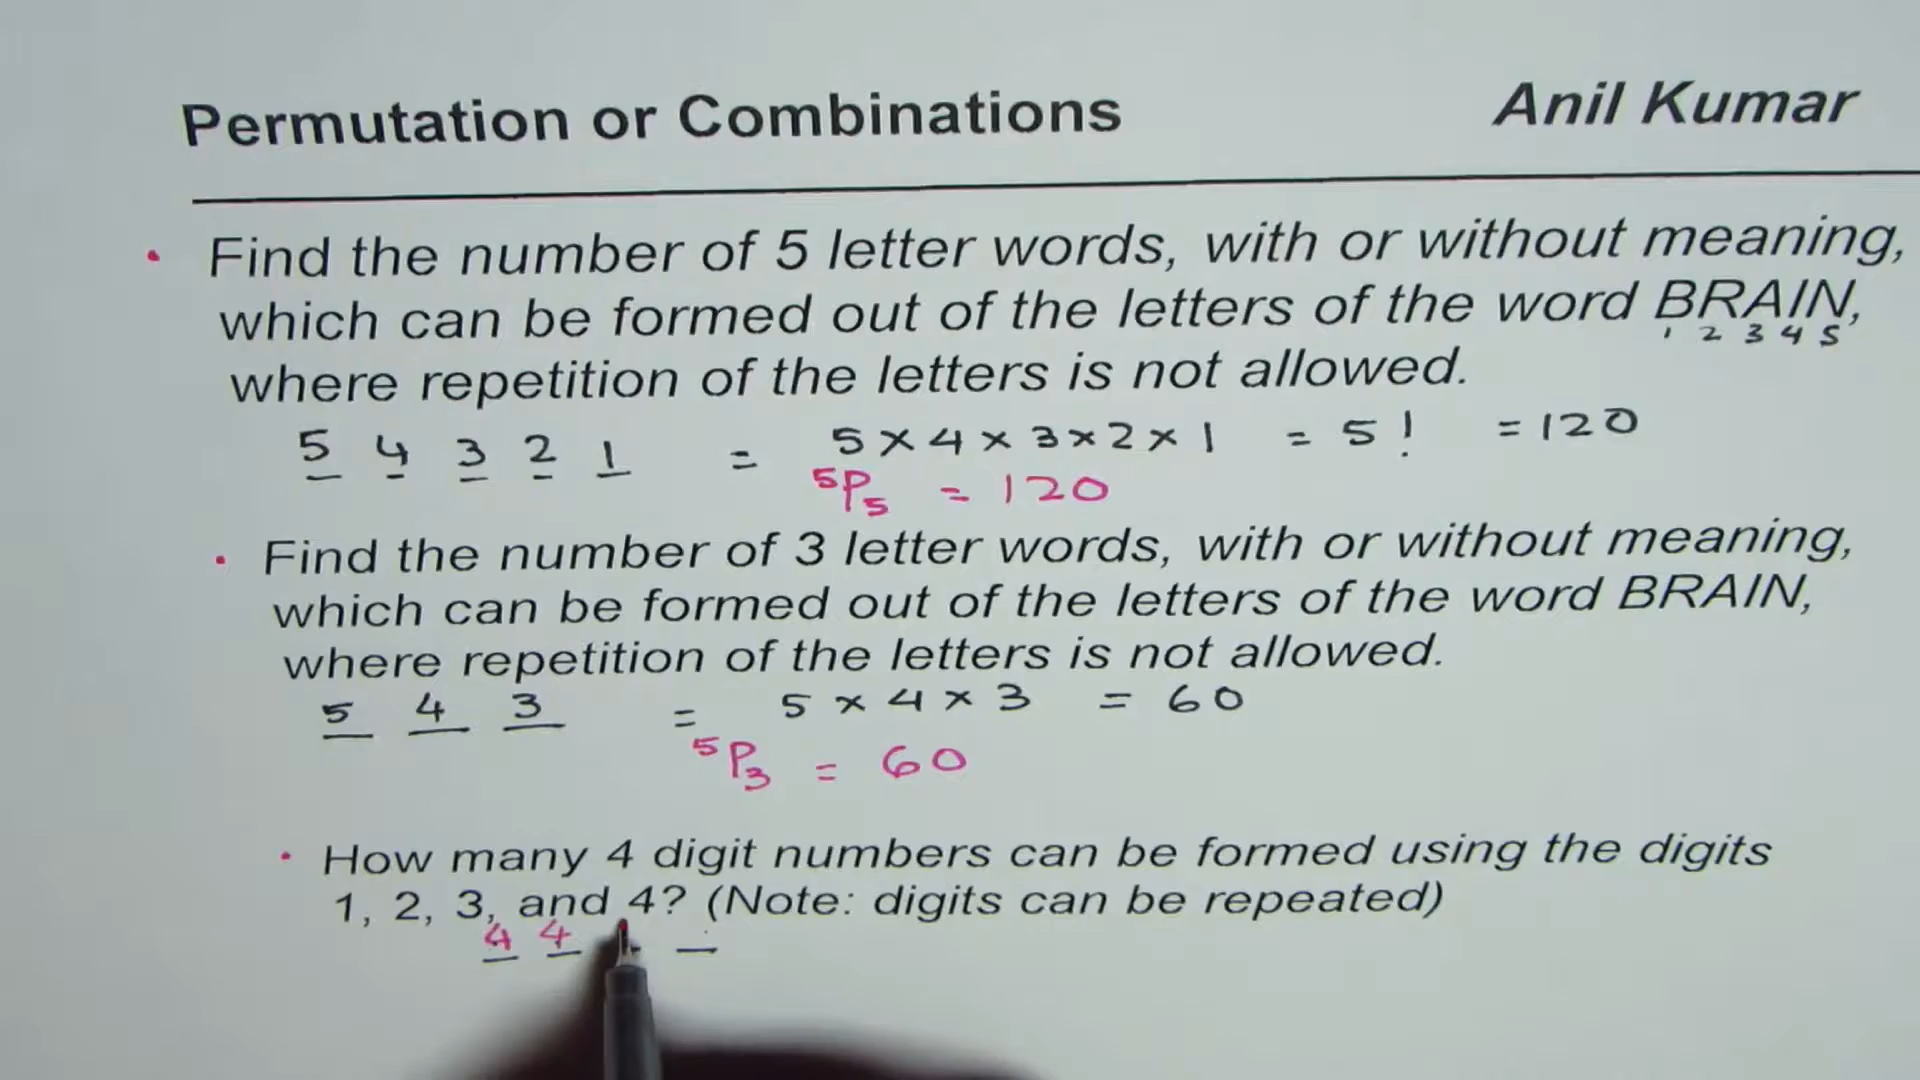 Permutation or Combinations Anil Kumar
• Find the number of 5 letter words, with or without meaning,
which can be formed out of the letters of the word BRAIN,
1 2 3 4 5
where repetition of the letters is not allowed.
5 4 3 2 1 = 5 × 4 × 3 × 2 × 1 = 5! = 120
⁵P₅ = 120
• Find the number of 3 letter words, with or without meaning,
which can be formed out of the letters of the word BRAIN,
where repetition of the letters is not allowed.
5 4 3 = 5 × 4 × 3 = 60
⁵P₃ = 60
• How many 4 digit numbers can be formed using the digits
1, 2, 3, and 4? (Note: digits can be repeated)
4 4